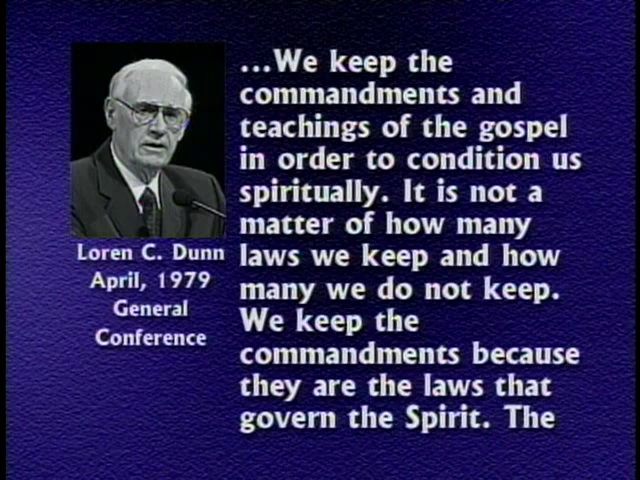 ...We keep the
commandments and
teachings of the gospel
in order to condition us
spiritually. It is not a
matter of how many
laws we keep and how
many we do not keep.
We keep the
commandments because
they are the laws that
govern the Spirit. The
Loren C. Dunn
April, 1979
General
Conference